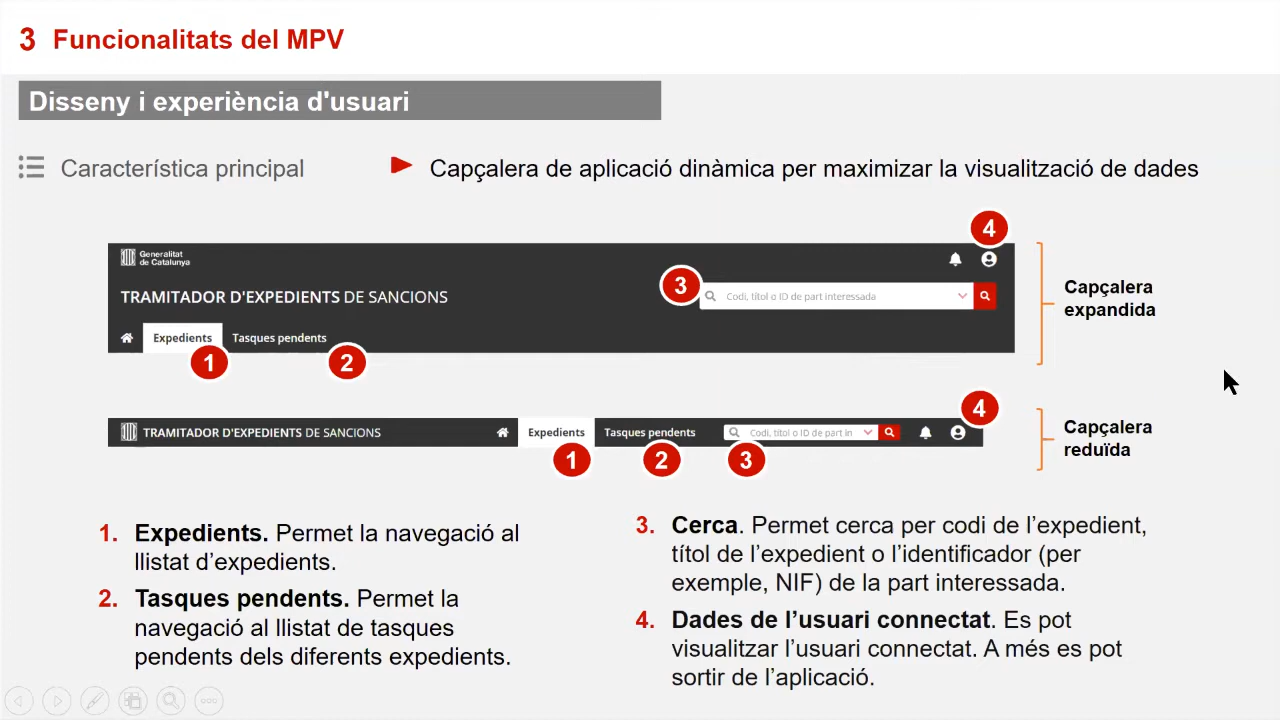 3 Funcionalitats del MPV
Disseny i experiència d'usuari
Característica principal
Capçalera de aplicació dinàmica per maximizar la visualització de dades
4
Generalitat
de Catalunya
3
TRAMITADOR D'EXPEDIENTS DE SANCIONS
Codi, títol o ID de part interessada
Capçalera
expandida
Expedients
Tasques pendents
1
2
4
TRAMITADOR D'EXPEDIENTS DE SANCIONS
Expedients
Tasques pendents
Codi, títol o ID de part in
Capçalera
reduïda
1
2
3
1. Expedients. Permet la navegació al
llistat d’expedients.
2. Tasques pendents. Permet la
navegació al llistat de tasques
pendents dels diferents expedients.
3. Cerca. Permet cerca per codi de l’expedient,
títol de l’expedient o l’identificador (per
exemple, NIF) de la part interessada.
4. Dades de l’usuari connectat. Es pot
visualitzar l’usuari connectat. A més es pot
sortir de l’aplicació.